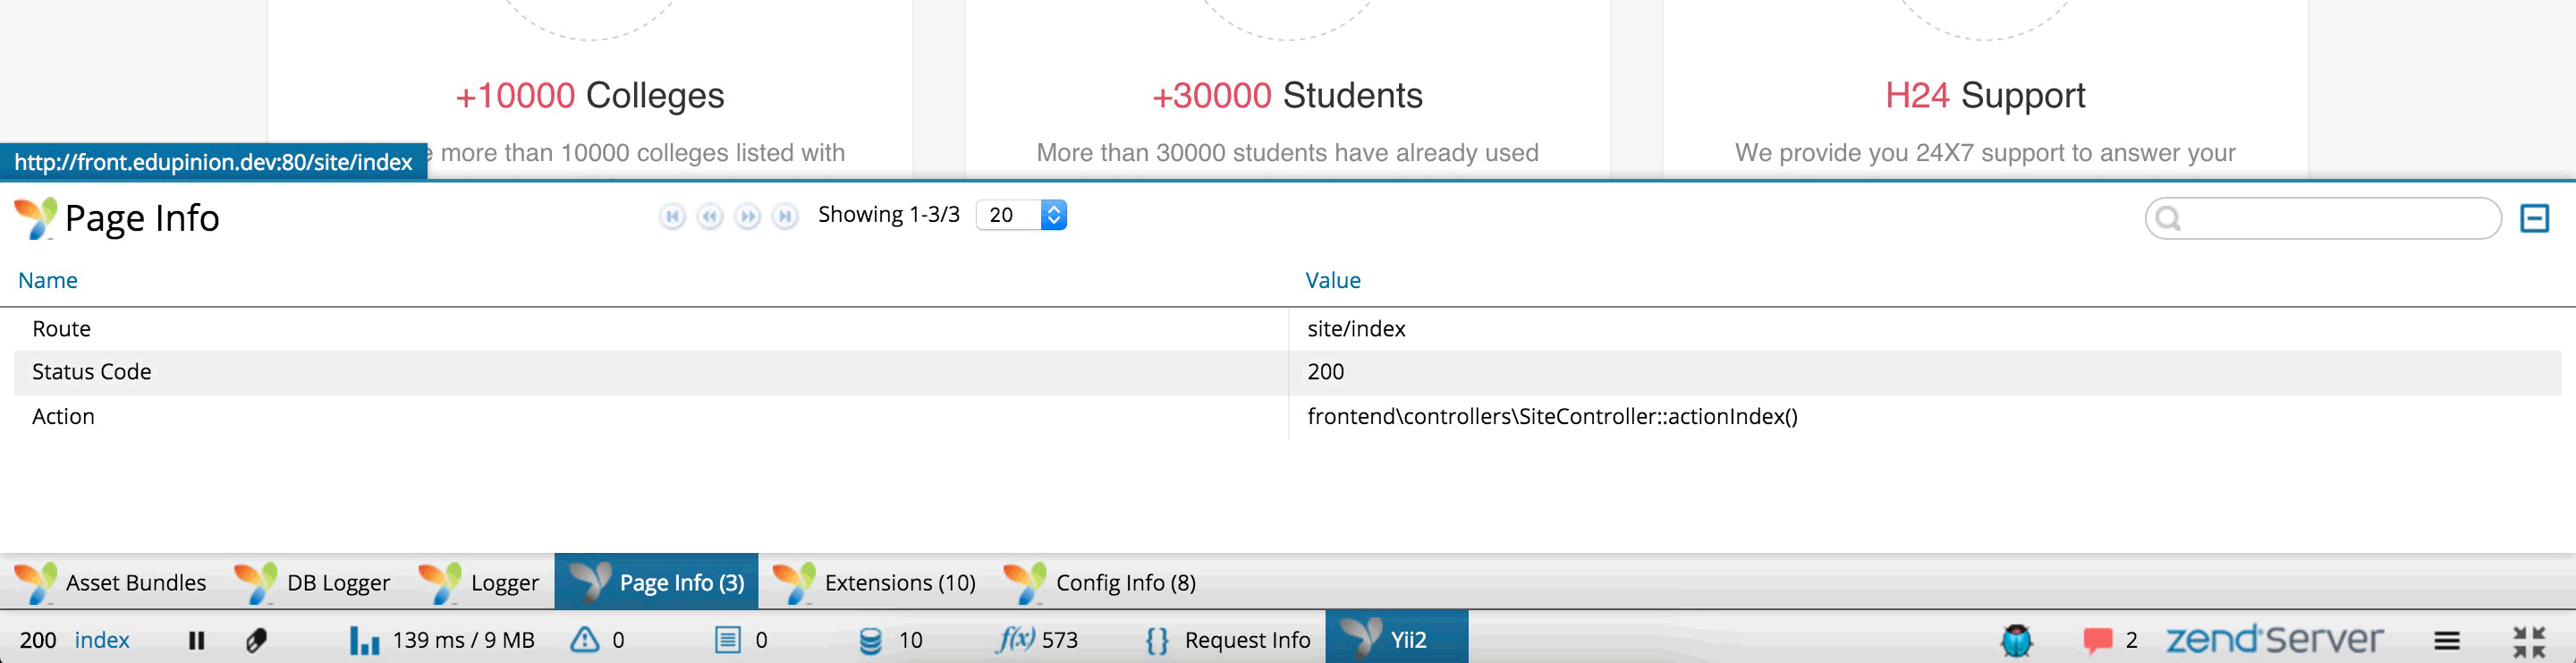 +10000 Colleges
+30000 Students
H24 Support
more than 10000 colleges listed with
More than 30000 students have already used
We provide you 24X7 support to answer your
http://front.edupinion.dev:80/site/index
Page Info
Showing 1-3/3
20
Name
Value
Route
site/index
Status Code
200
Action
frontend\controllers\SiteController::actionIndex()
Asset Bundles
DB Logger
Logger
Page Info (3)
Extensions (10)
Config Info (8)
200 index
139 ms / 9 MB
0
0
10
f(x) 573
{} Request Info
Yii2
2
zend Server